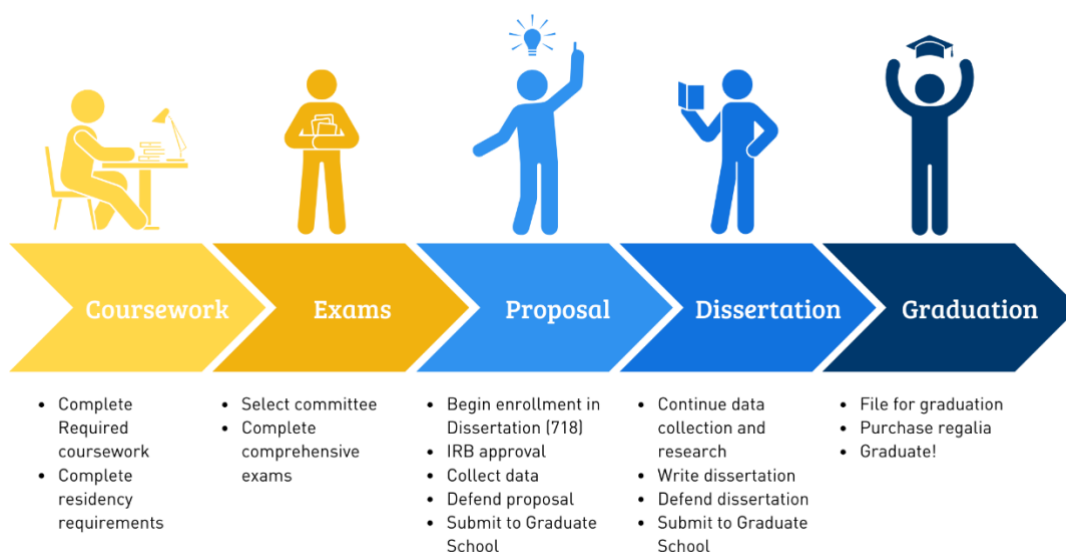 Coursework
Exams
Proposal
Dissertation
Graduation
• Complete
Required
coursework
• Complete
residency
requirements
• Select committee
• Complete
comprehensive
exams
• Begin enrollment in
Dissertation (718)
• IRB approval
• Collect data
• Defend proposal
• Submit to Graduate
School
• Continue data
collection and
research
• Write dissertation
• Defend dissertation
• Submit to Graduate
School
• File for graduation
• Purchase regalia
• Graduate!